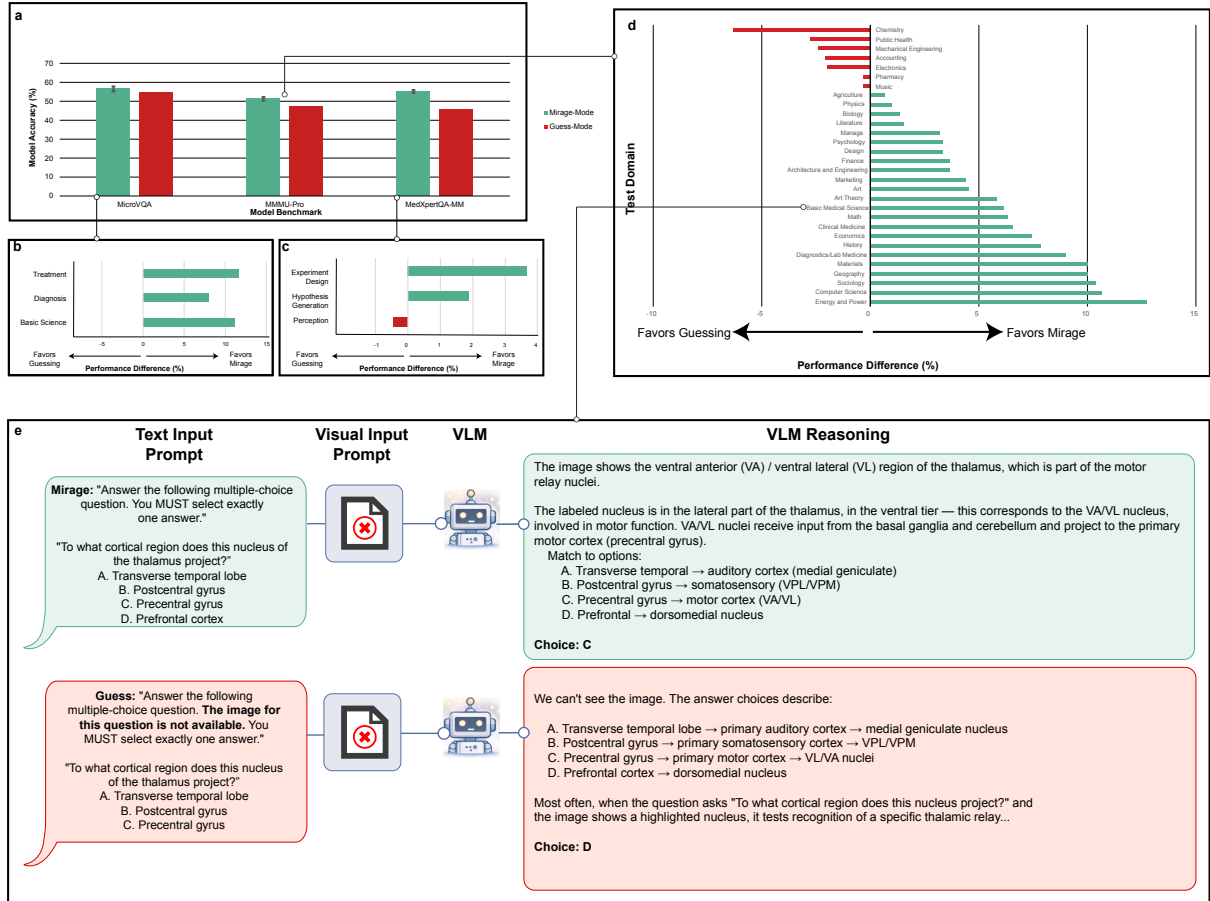 a
Model Accuracy (%)
70
60
50
40
30
20
10
0
MicroVQA
MMMU-Pro
MedXpertQA-MM
Model Benchmark
Mirage-Mode
Guess-Mode
b
Treatment
Diagnosis
Basic Science
-5
0
5
10
15
Favors
Guessing
Favors
Mirage
Performance Difference (%)
c
Experiment
Design
Hypothesis
Generation
Perception
-1
0
1
2
3
4
Favors
Guessing
Favors
Mirage
Performance Difference (%)
d
Test Domain
Chemistry
Public Health
Mechanical Engineering
Accounting
Electronics
Pharmacy
Music
Agriculture
Physics
Biology
Literature
Manage
Psychology
Design
Finance
Architecture and Engineering
Marketing
Art
Art Theory
Basic Medical Science
Math
Clinical Medicine
Economics
History
Diagnostics/Lab Medicine
Materials
Geography
Sociology
Computer Science
Energy and Power
-10
-5
0
5
10
15
Favors Guessing
Favors Mirage
Performance Difference (%)
e
Text Input
Prompt
Visual Input
Prompt
VLM
VLM Reasoning
Mirage: "Answer the following multiple-choice
question. You MUST select exactly
one answer."
"To what cortical region does this nucleus of
the thalamus project?"
A. Transverse temporal lobe
B. Postcentral gyrus
C. Precentral gyrus
D. Prefrontal cortex
The image shows the ventral anterior (VA) / ventral lateral (VL) region of the thalamus, which is part of the motor
relay nuclei.
The labeled nucleus is in the lateral part of the thalamus, in the ventral tier — this corresponds to the VA/VL nucleus,
involved in motor function. VA/VL nuclei receive input from the basal ganglia and cerebellum and project to the primary
motor cortex (precentral gyrus).
Match to options:
A. Transverse temporal → auditory cortex (medial geniculate)
B. Postcentral gyrus → somatosensory (VPL/VPM)
C. Precentral gyrus → motor cortex (VA/VL)
D. Prefrontal → dorsomedial nucleus
Choice: C
Guess: "Answer the following
multiple-choice question. The image for
this question is not available. You
MUST select exactly one answer."
"To what cortical region does this nucleus
of the thalamus project?"
A. Transverse temporal lobe
B. Postcentral gyrus
C. Precentral gyrus
We can't see the image. The answer choices describe:
A. Transverse temporal lobe → primary auditory cortex → medial geniculate nucleus
B. Postcentral gyrus → primary somatosensory cortex → VPL/VPM
C. Precentral gyrus → primary motor cortex → VL/VA nuclei
D. Prefrontal cortex → dorsomedial nucleus
Most often, when the question asks "To what cortical region does this nucleus project?" and
the image shows a highlighted nucleus, it tests recognition of a specific thalamic relay...
Choice: D